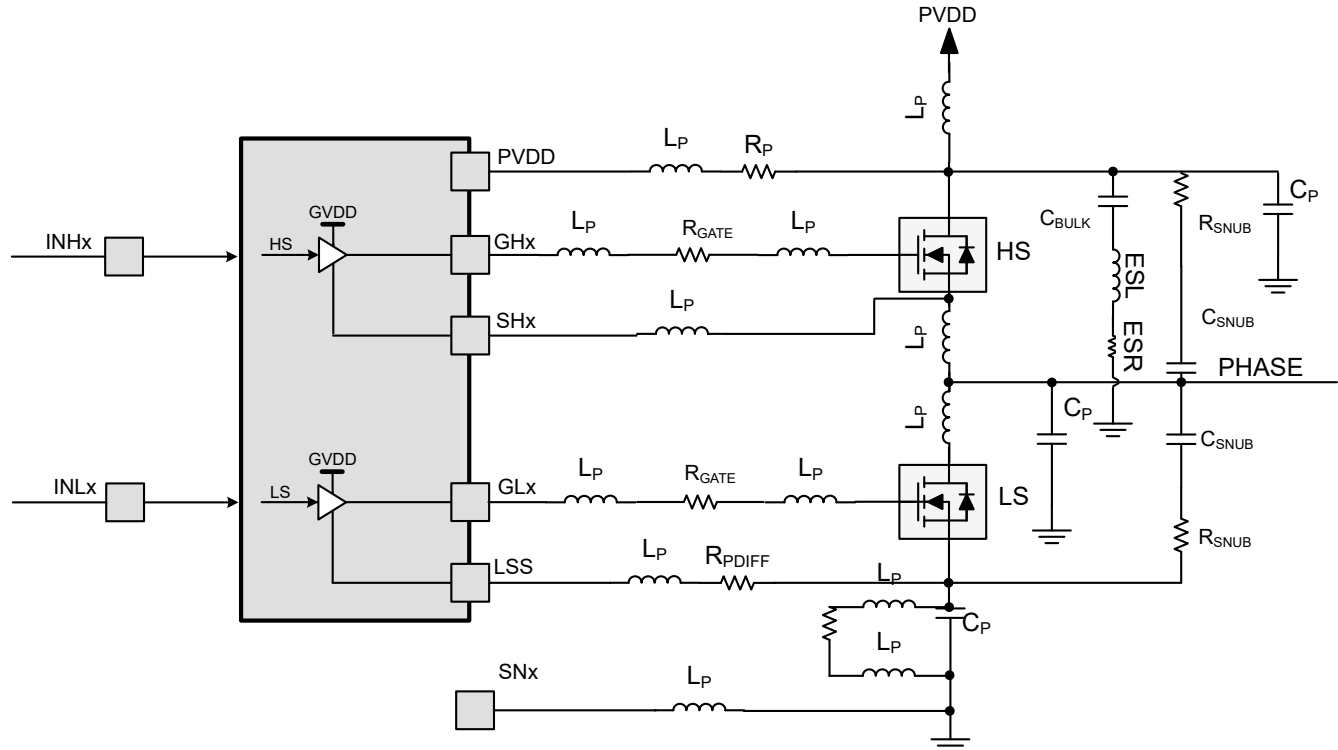 PVDD
LP
PVDD
LP
RP
CP
GVDD
CBULK
RSNUB
INHx
HS
GHx
LP
RGATE
LP
HS
ESL
SHx
LP
LP
CSNUB
ESR
PHASE
CP
LP
CSNUB
GVDD
INLx
LS
GLx
LP
RGATE
LP
LS
RSNUB
LSS
LP
RPDIFF
LP
CP
LP
SNx
LP